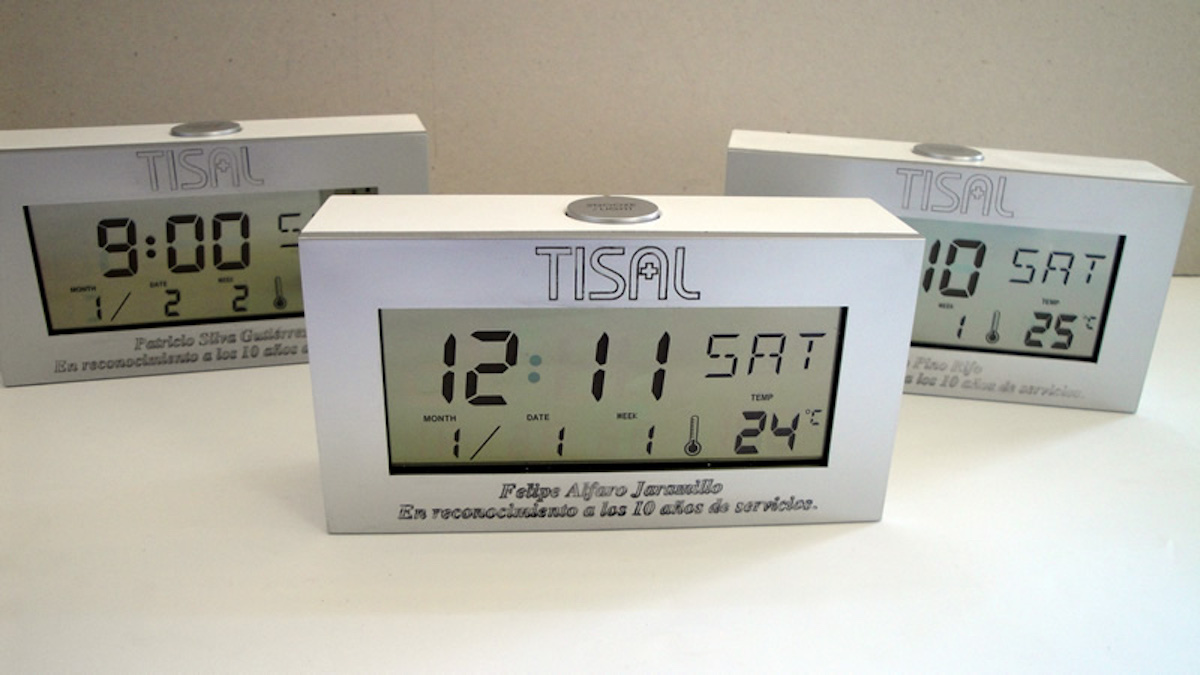 TISAL
9:00 S
MONTH DATE WEEK
1/ 2 2
Patricio Silva Gutiérrez
En reconocimiento a los 10 años
SNOOZE
/ LIGHT
TISAL
12:11 SAT
MONTH DATE WEEK TEMP
1/ 1 1 24°C
Felipe Alfaro Jaramillo
En reconocimiento a los 10 años de servicios.
TISAL
10 SAT
WEEK TEMP
1 25°C
Pino Rifo
a los 10 años de servicios.